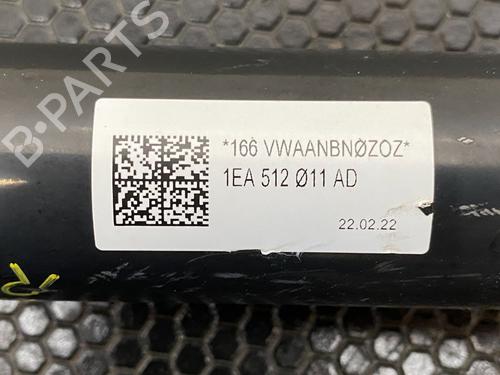 *166 VWAANBNØZOZ*
1EA 512 Ø11 AD
22.02.22
B-Parts
R